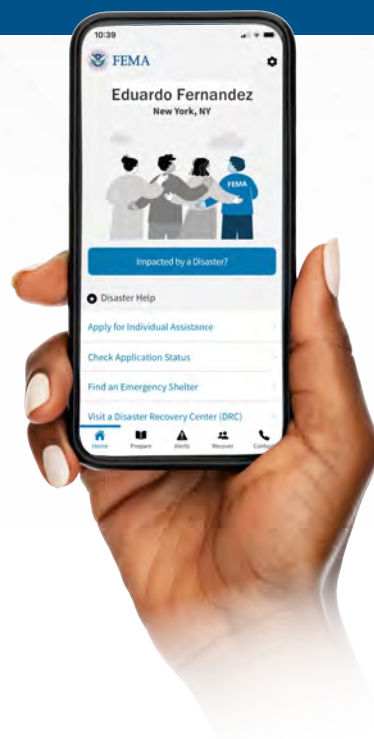 10:39
FEMA
Eduardo Fernandez
New York, NY
FEMA
Impacted by a Disaster?
Disaster Help
Apply for Individual Assistance
Check Application Status
Find an Emergency Shelter
Visit a Disaster Recovery Center (DRC)
Home Prepare Alerts Recover